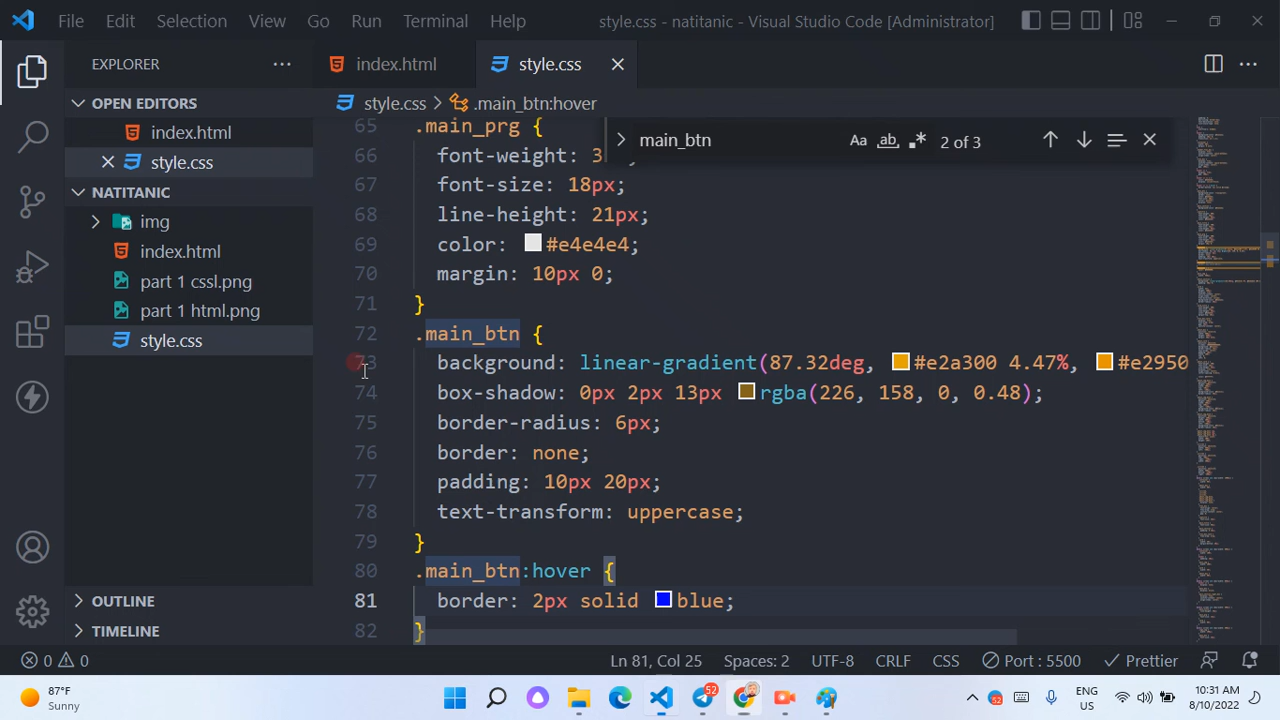 File Edit Selection View Go Run Terminal Help style.css - natitanic - Visual Studio Code [Administrator]
EXPLORER
index.html style.css
OPEN EDITORS
index.html
style.css
NATITANIC
img
index.html
part 1 cssl.png
part 1 html.png
style.css
OUTLINE
TIMELINE
style.css .main_btn:hover
main_btn Aa ab 2 of 3
65 .main_prg {
66 font-weight: 3
67 font-size: 18px;
68 line-height: 21px;
69 color: #e4e4e4;
70 margin: 10px 0;
71 }
72 .main_btn {
73 background: linear-gradient(87.32deg, #e2a300 4.47%, #e2950
74 box-shadow: 0px 2px 13px rgba(226, 158, 0, 0.48);
75 border-radius: 6px;
76 border: none;
77 padding: 10px 20px;
78 text-transform: uppercase;
79 }
80 .main_btn:hover {
81 border: 2px solid blue;
82 }
0 0 Ln 81, Col 25 Spaces: 2 UTF-8 CRLF CSS Port : 5500 Prettier
87°F
Sunny
52
52
ENG
US
10:31 AM
8/10/2022